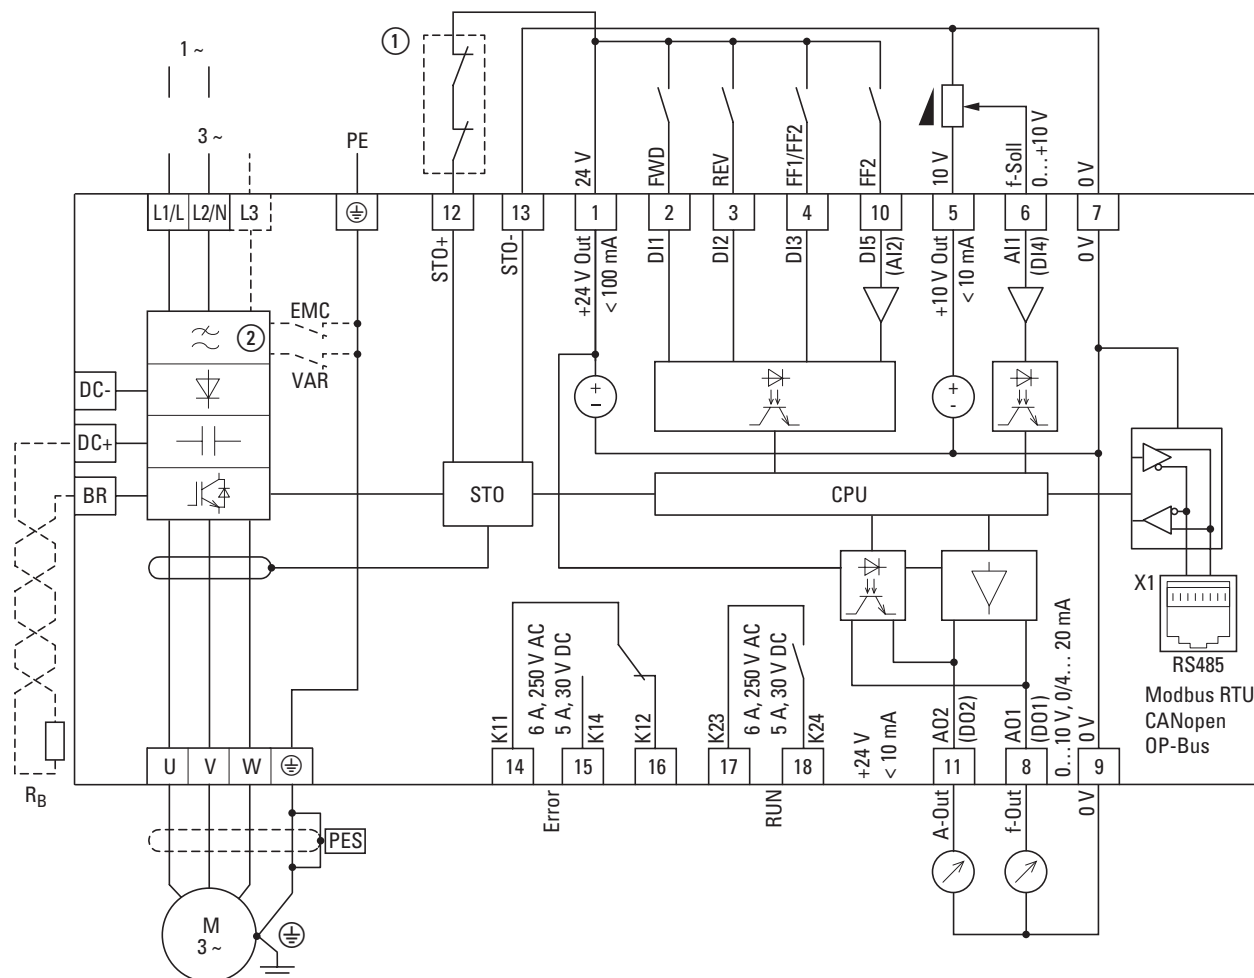 1 ~
3 ~
PE
①
24 V
FWD
REV
FF1/FF2
FF2
10 V
f-Soll
0…+10 V
0 V
L1/L
L2/N
L3
12
13
1
2
3
4
10
5
6
7
STO+
STO-
+24 V Out
< 100 mA
DI1
DI2
DI3
DI5
(AI2)
+10 V Out
< 10 mA
AI1
(DI4)
0 V
EMC
②
VAR
DC-
DC+
BR
+
−
+
-
STO
CPU
X1
RS485
Modbus RTU
CANopen
OP-Bus
K11
6 A, 250 V AC
5 A, 30 V DC
K14
K12
K23
6 A, 250 V AC
5 A, 30 V DC
K24
+24 V
< 10 mA
AO2
(DO2)
AO1
(DO1)
0…10 V, 0/4… 20 mA
0 V
U
V
W
14
15
16
17
18
11
8
9
RB
Error
RUN
A-Out
f-Out
0 V
PES
M
3 ~